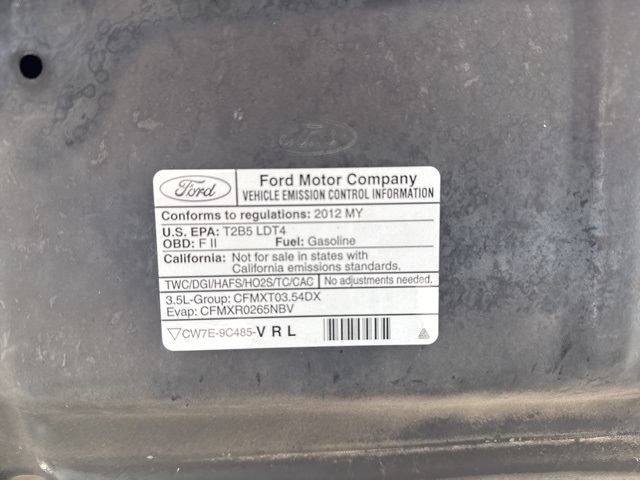 Ford
Ford
Ford Motor Company
VEHICLE EMISSION CONTROL INFORMATION
Conforms to regulations: 2012 MY
U.S. EPA: T2B5 LDT4
OBD: F II Fuel: Gasoline
California: Not for sale in states with
California emissions standards.
TWC/DGI/HAFS/HO2S/TC/CAC No adjustments needed.
3.5L-Group: CFMXT03.54DX
Evap: CFMXR0265NBV
CW7E-9C485-V R L